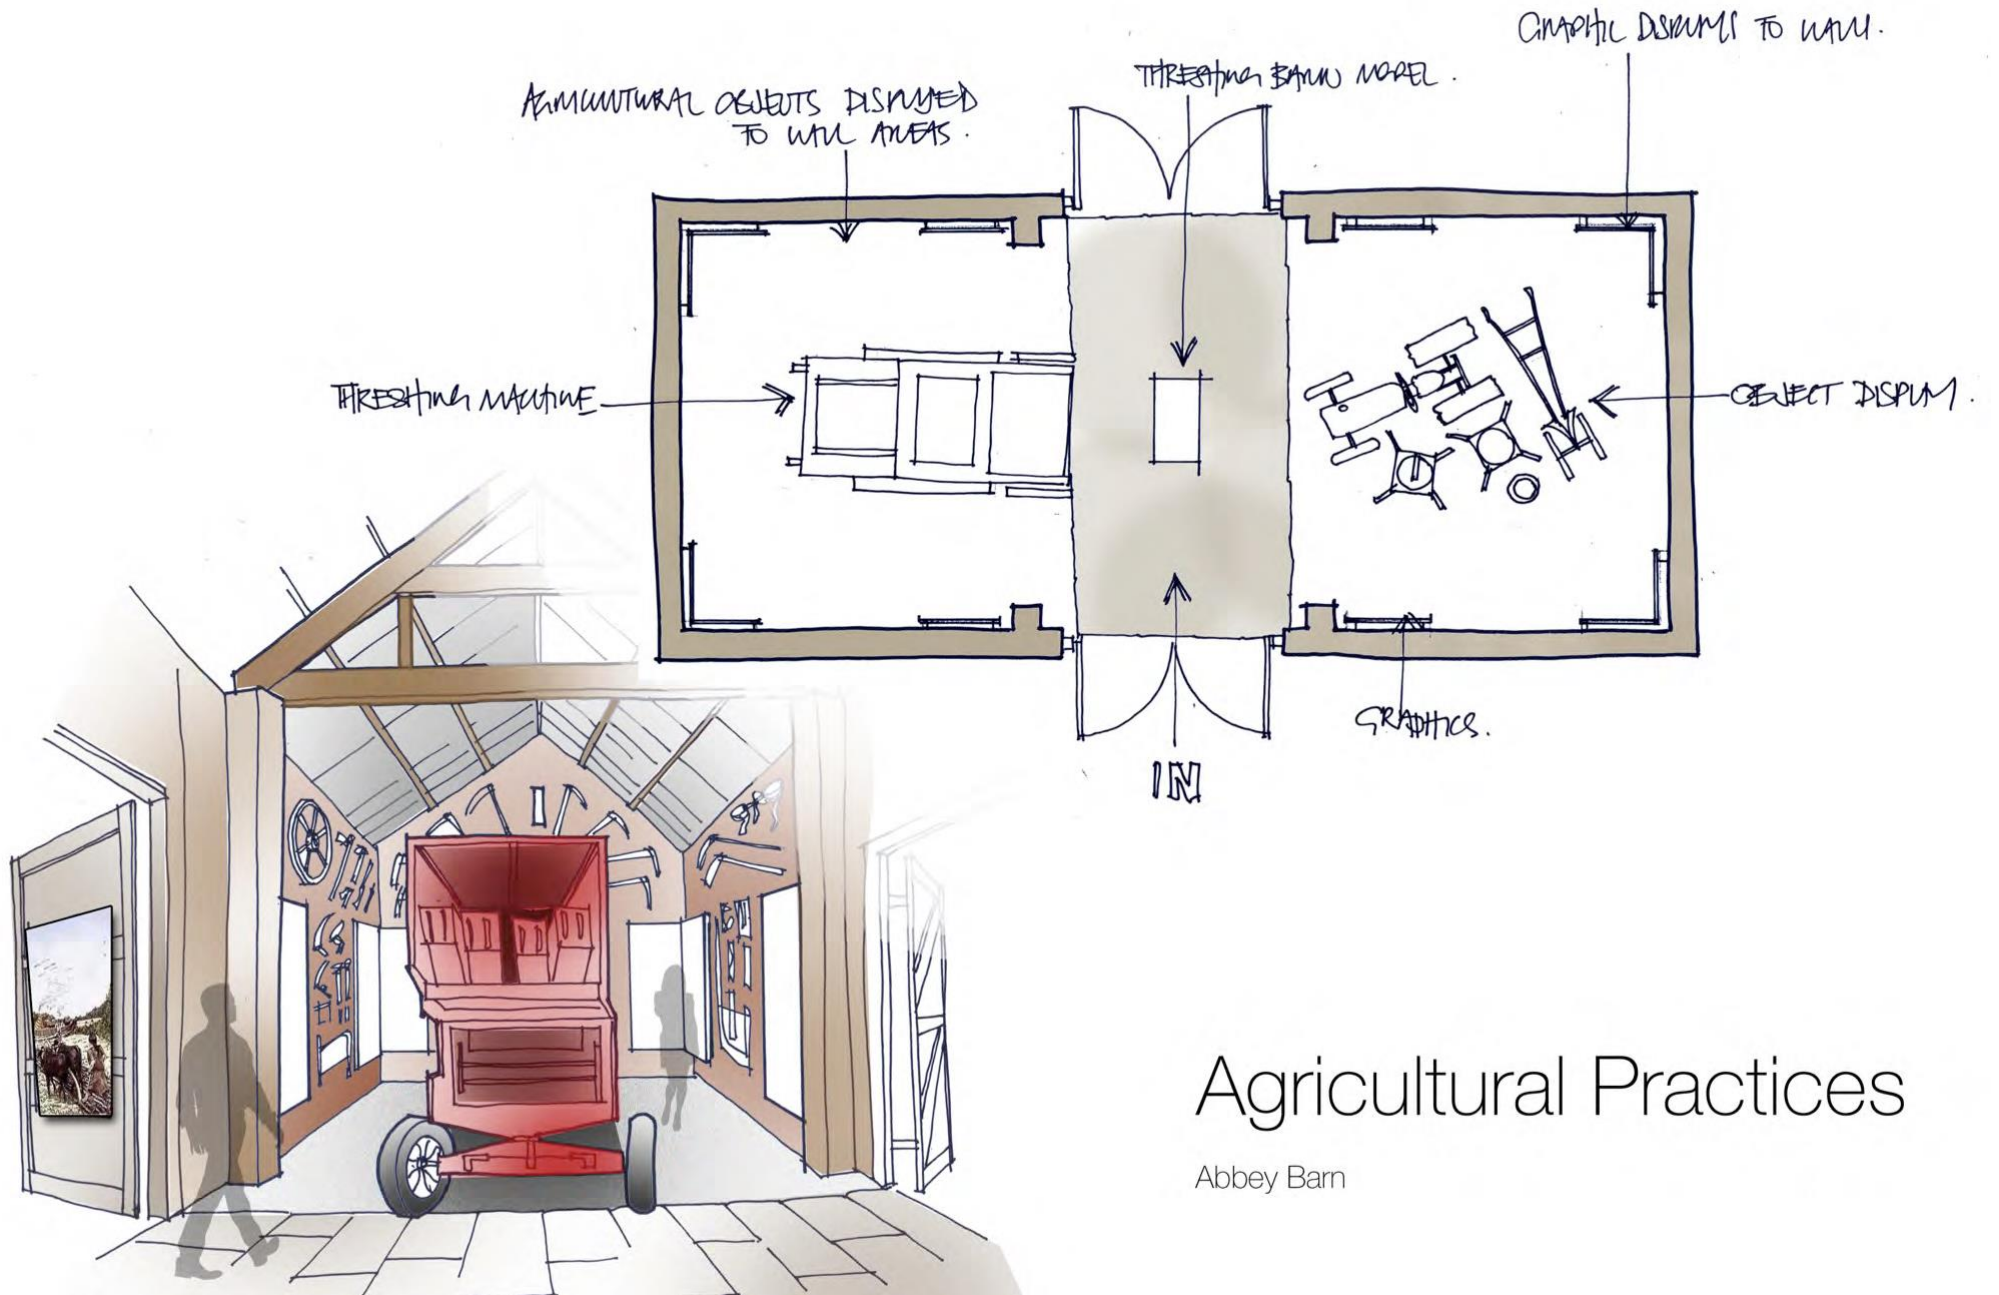 GRAPHIC DISPLAYS TO WALL.
THRESHING BARN MODEL.
AGRICULTURAL OBJECTS DISPLAYED
TO WALL AREAS.
THRESHING MACHINE
OBJECT DISPLAY.
GRAPHICS.
IN
Agricultural Practices
Abbey Barn